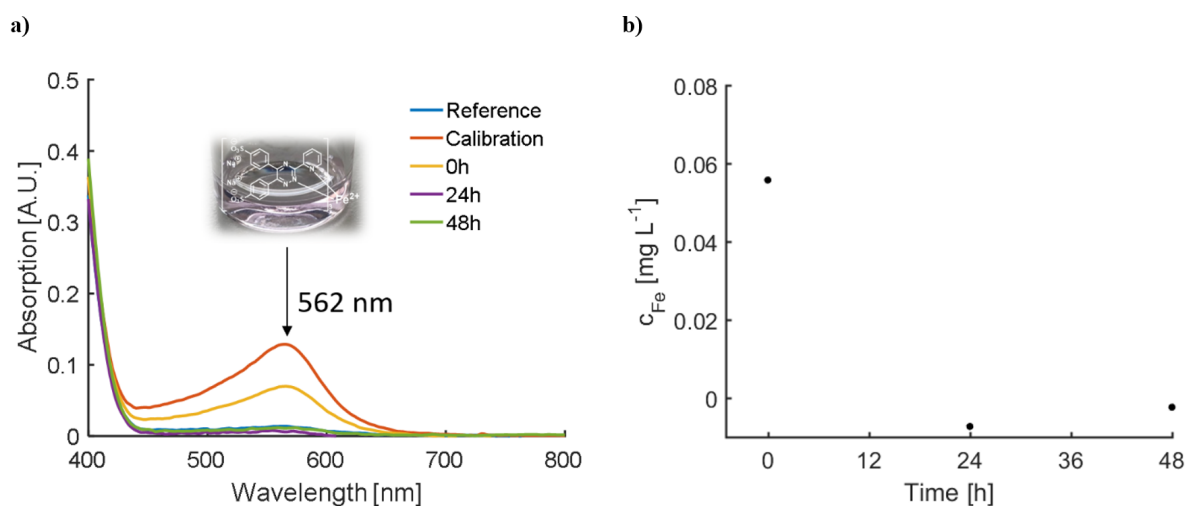 a)
b)
0.5
0.4
0.3
0.2
0.1
0
400
500
600
700
800
Absorption [A.U.]
Wavelength [nm]
Reference
Calibration
0h
24h
48h
562 nm
Fe²⁺
0.08
0.06
0.04
0.02
0
0
12
24
36
48
c_Fe [mg L⁻¹]
Time [h]